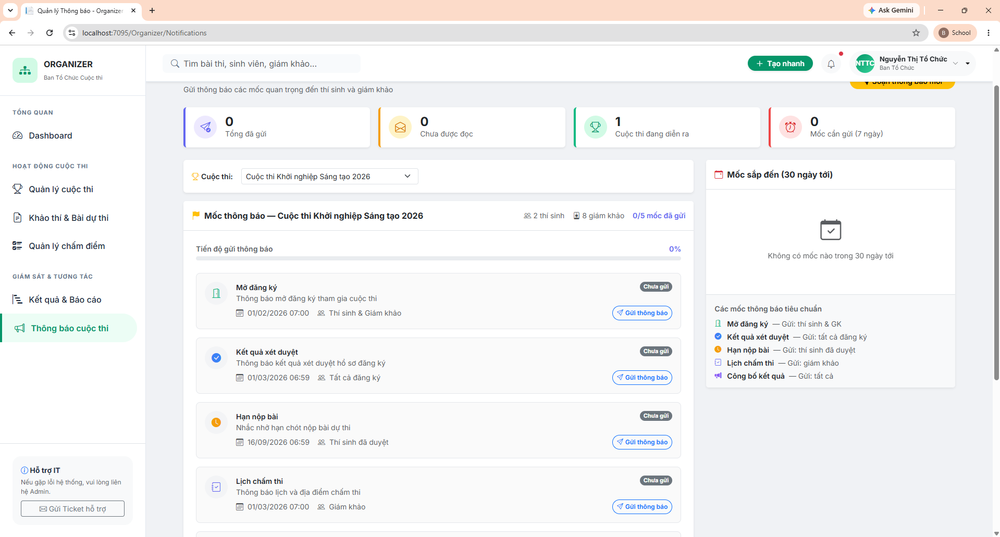 Quản lý Thông báo - Organizer
Ask Gemini
localhost:7095/Organizer/Notifications
B
School
ORGANIZER
Ban Tổ Chức Cuộc thi
TỔNG QUAN
Dashboard
HOẠT ĐỘNG CUỘC THI
Quản lý cuộc thi
Khảo thí & Bài dự thi
Quản lý chấm điểm
GIÁM SÁT & TƯƠNG TÁC
Kết quả & Báo cáo
Thông báo cuộc thi
Hỗ trợ IT
Nếu gặp lỗi hệ thống, vui lòng liên
hệ Admin.
Gửi Ticket hỗ trợ
Tìm bài thi, sinh viên, giám khảo...
Tạo nhanh
NTTC
Nguyễn Thị Tổ Chức
Ban Tổ Chức
Gửi thông báo các mốc quan trọng đến thí sinh và giám khảo
Soạn thông báo mới
0
Tổng đã gửi
0
Chưa được đọc
1
Cuộc thi đang diễn ra
0
Mốc cần gửi (7 ngày)
Cuộc thi:
Cuộc thi Khởi nghiệp Sáng tạo 2026
Mốc thông báo — Cuộc thi Khởi nghiệp Sáng tạo 2026
2 thí sinh
8 giám khảo
0/5 mốc đã gửi
Tiến độ gửi thông báo
0%
Mở đăng ký
Chưa gửi
Thông báo mở đăng ký tham gia cuộc thi
01/02/2026 07:00
Thí sinh & Giám khảo
Gửi thông báo
Kết quả xét duyệt
Chưa gửi
Thông báo kết quả xét duyệt hồ sơ đăng ký
01/03/2026 06:59
Tất cả đăng ký
Gửi thông báo
Hạn nộp bài
Chưa gửi
Nhắc nhở hạn chót nộp bài dự thi
16/09/2026 06:59
Thí sinh đã duyệt
Gửi thông báo
Lịch chấm thi
Chưa gửi
Thông báo lịch và địa điểm chấm thi
01/03/2026 07:00
Giám khảo
Gửi thông báo
Mốc sắp đến (30 ngày tới)
Không có mốc nào trong 30 ngày tới
Các mốc thông báo tiêu chuẩn
Mở đăng ký — Gửi: thí sinh & GK
Kết quả xét duyệt — Gửi: tất cả đăng ký
Hạn nộp bài — Gửi: thí sinh đã duyệt
Lịch chấm thi — Gửi: giám khảo
Công bố kết quả — Gửi: tất cả